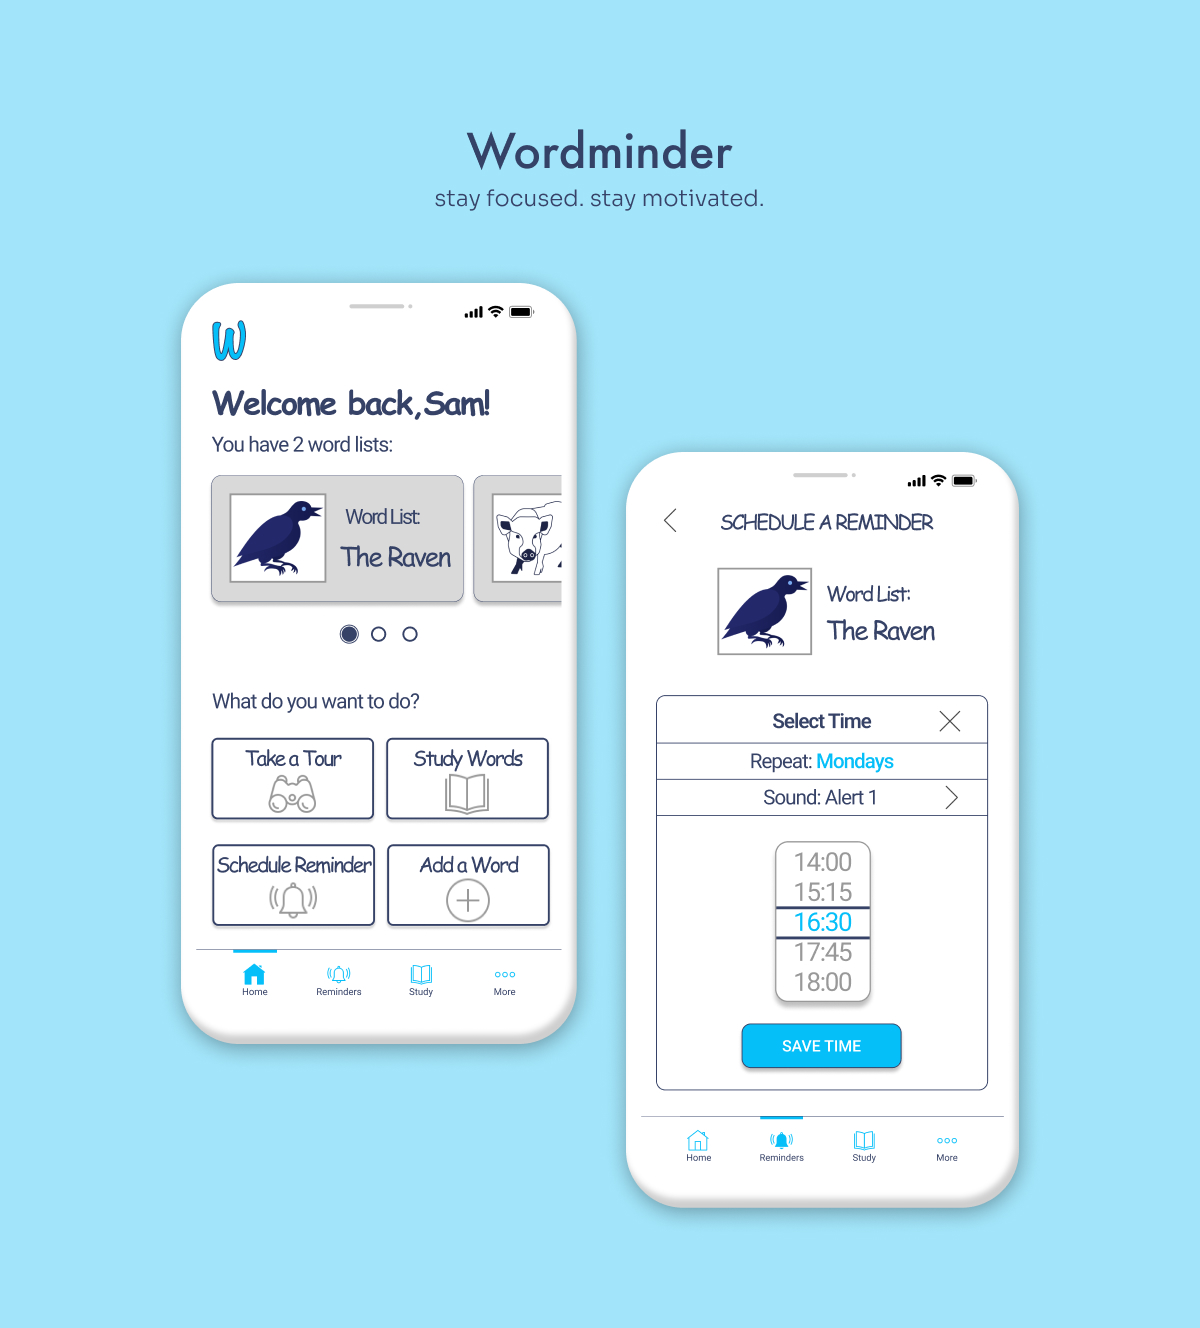 Wordminder
stay focused. stay motivated.
W
Welcome back,Sam!
You have 2 word lists:
Word List:
The Raven
What do you want to do?
Take a Tour
Study Words
Schedule Reminder
Add a Word
Home
Reminders
Study
More
SCHEDULE A REMINDER
Word List:
The Raven
Select Time
Repeat: Mondays
Sound: Alert 1
14:00
15:15
16:30
17:45
18:00
SAVE TIME
Home
Reminders
Study
More